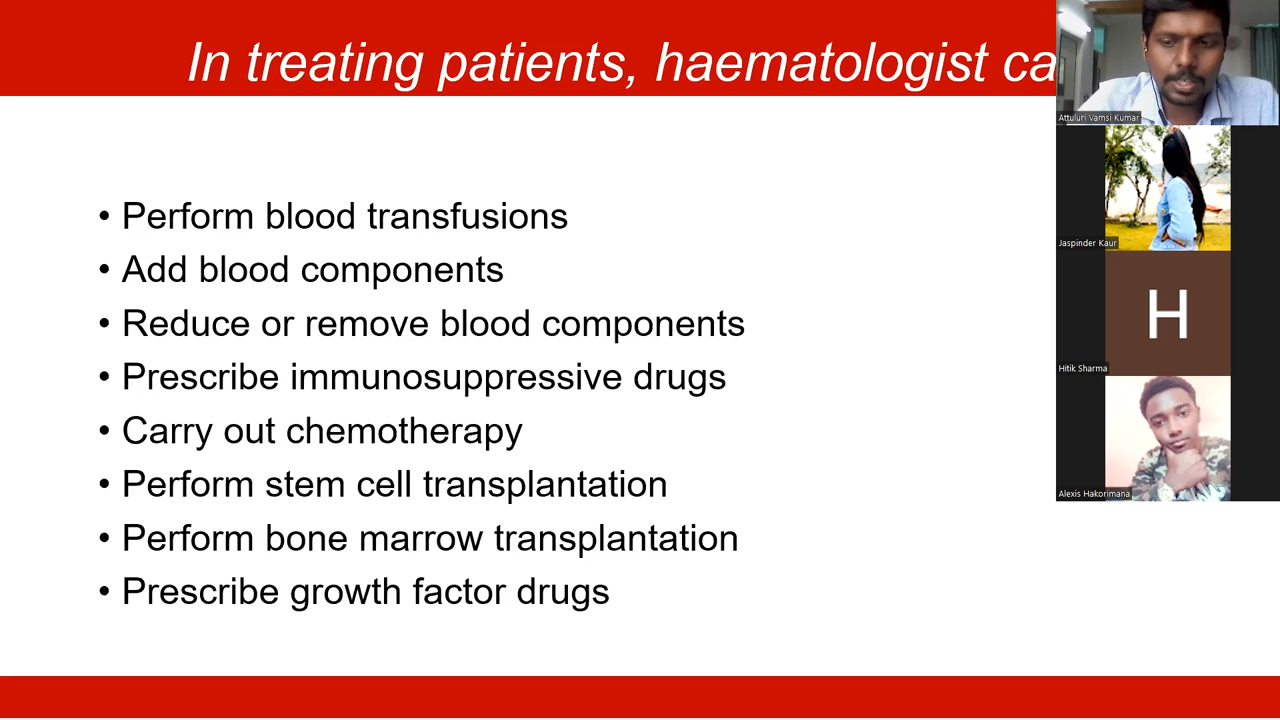 In treating patients, haematologist ca
• Perform blood transfusions
• Add blood components
• Reduce or remove blood components
• Prescribe immunosuppressive drugs
• Carry out chemotherapy
• Perform stem cell transplantation
• Perform bone marrow transplantation
• Prescribe growth factor drugs
Attuluri Vamsi Kumar
Jaspinder Kaur
H
Hitik Sharma
Alexis Hakorimana